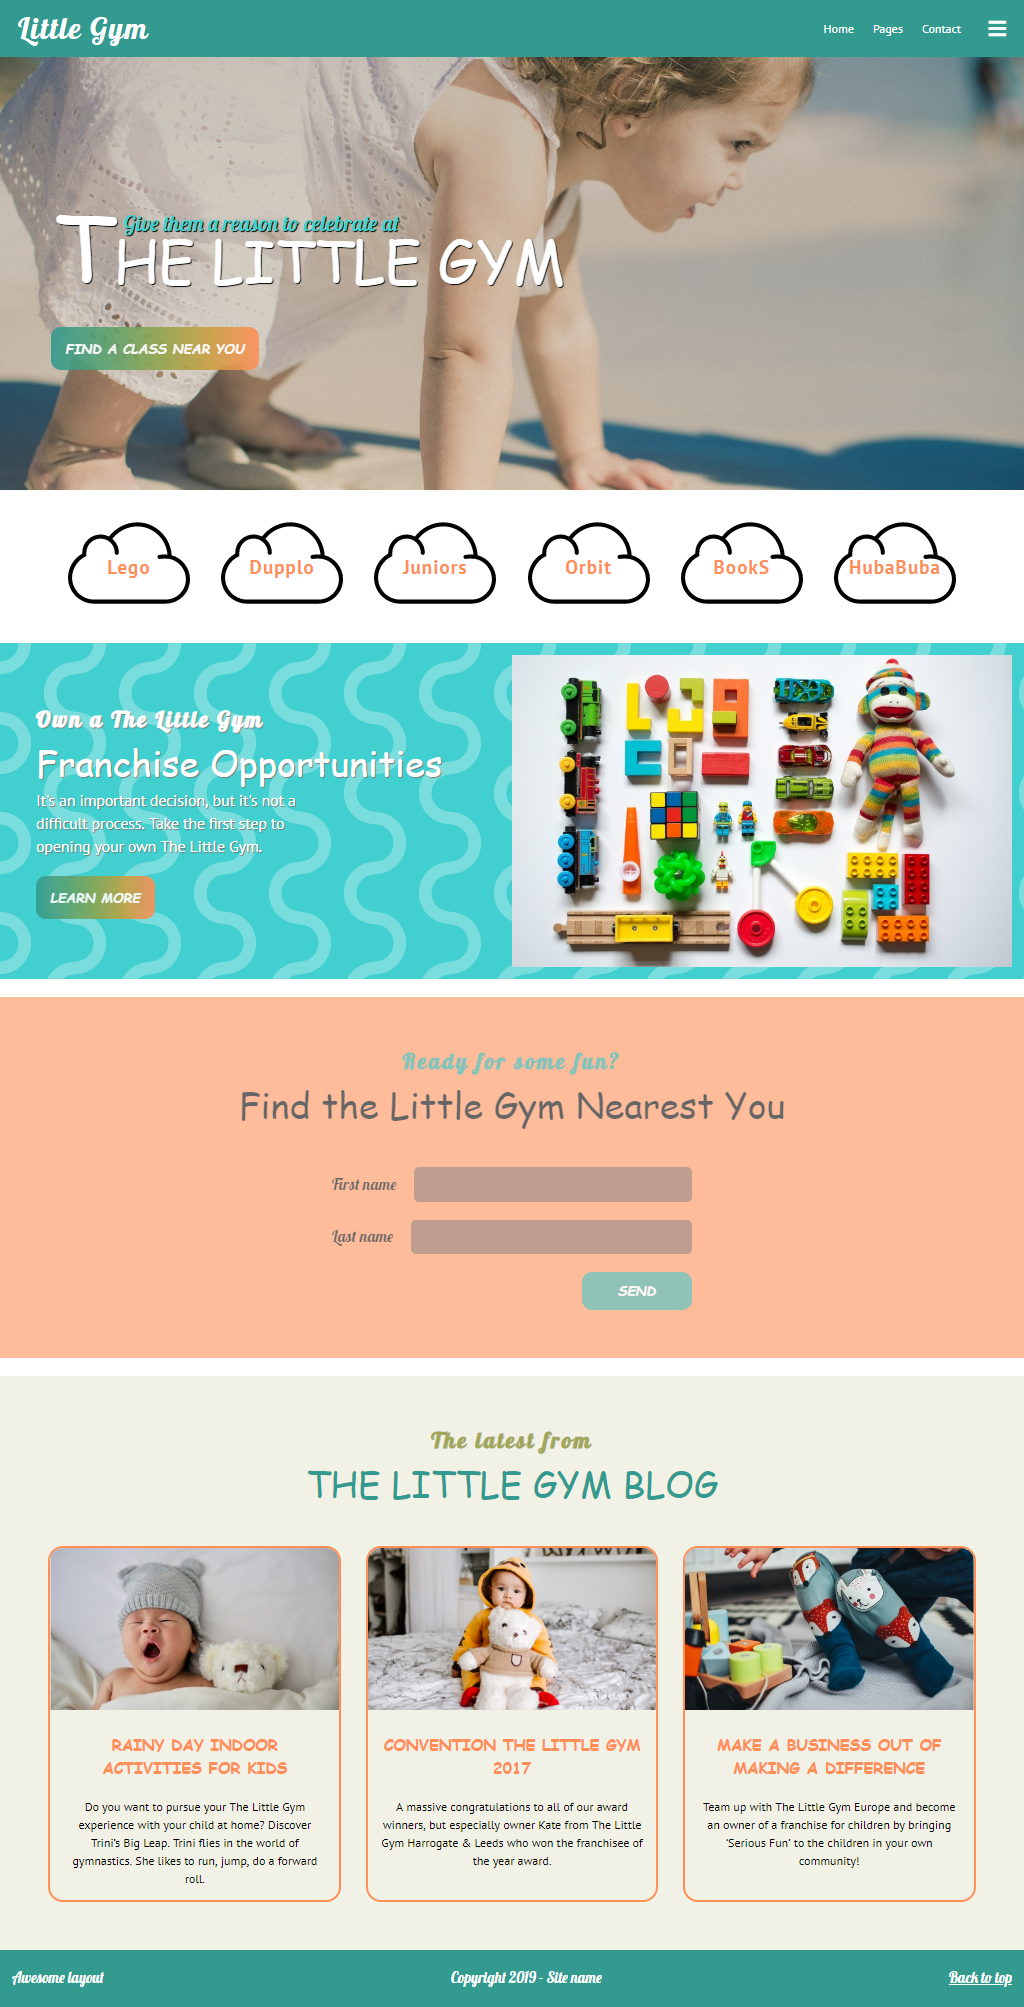 Little Gym
Home Pages Contact
Give them a reason to celebrate at
THE LITTLE GYM
FIND A CLASS NEAR YOU
Lego Dupplo Juniors Orbit BookS HubaBuba
Own a The Little Gym
Franchise Opportunities
It's an important decision, but it's not a
difficult process. Take the first step to
opening your own The Little Gym.
LEARN MORE
Ready for some fun?
Find the Little Gym Nearest You
First name
Last name
SEND
The latest from
THE LITTLE GYM BLOG
RAINY DAY INDOOR
ACTIVITIES FOR KIDS
Do you want to pursue your The Little Gym
experience with your child at home? Discover
Trini's Big Leap. Trini flies in the world of
gymnastics. She likes to run, jump, do a forward
roll.
CONVENTION THE LITTLE GYM
2017
A massive congratulations to all of our award
winners, but especially owner Kate from The Little
Gym Harrogate & Leeds who won the franchisee of
the year award.
MAKE A BUSINESS OUT OF
MAKING A DIFFERENCE
Team up with The Little Gym Europe and become
an owner of a franchise for children by bringing
'Serious Fun' to the children in your own
community!
Awesome layout
Copyright 2019 - Site name
Back to top